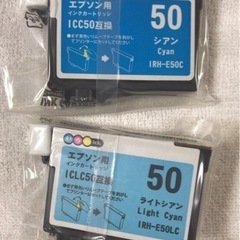 エプソン用
インクカートリッジ
ICC50互換
50
シアン
Cyan
IRH-E50C
エプソン用
インクカートリッジ
ICLC50互換
50
ライトシアン
Light Cyan
IRH-E50LC